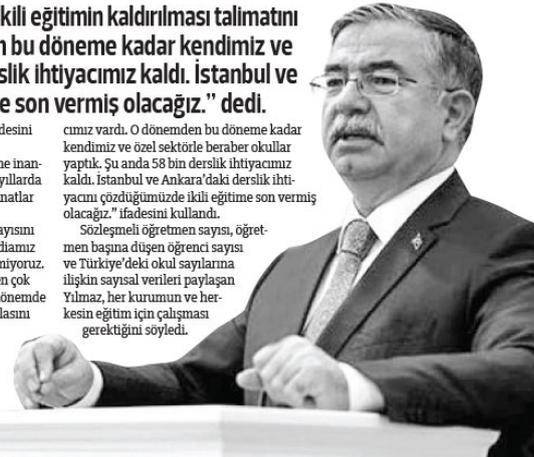 kili eğitimin kaldırılması talimatını
n bu döneme kadar kendimiz ve
rslik ihtiyacımız kaldı. İstanbul ve
e son vermiş olacağız.” dedi.
desini
ne inan-
yıllarda
natlar
ayısını
diamız
miyoruz.
en çok
dönemde
lasını
cımız vardı. O dönemden bu döneme kadar
kendimiz ve özel sektörle beraber okullar
yaptık. Şu anda 58 bin derslik ihtiyacımız
kaldı. İstanbul ve Ankara’daki derslik ihti-
yacını çözdüğümüzde ikili eğitime son vermiş
olacağız.” ifadesini kullandı.
Sözleşmeli öğretmen sayısı, öğret-
men başına düşen öğrenci sayısı
ve Türkiye’deki okul sayılarına
ilişkin sayısal verileri paylaşan
Yılmaz, her kurumun ve her-
kesin eğitim için çalışması
gerektiğini söyledi.